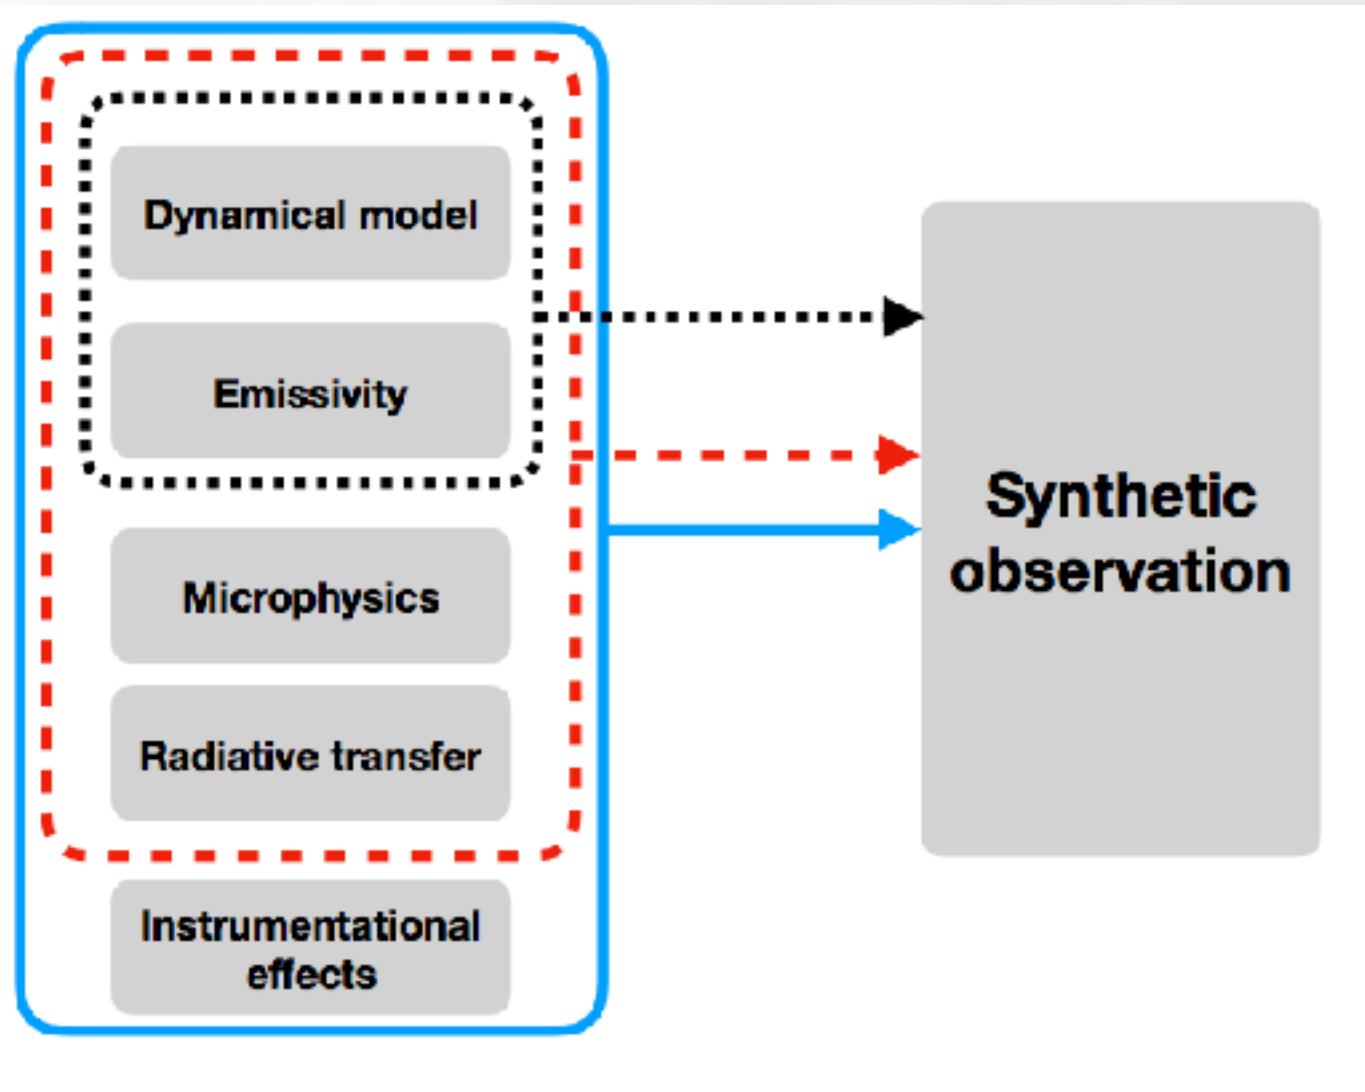 Dynamical model
Emissivity
Microphysics
Radiative transfer
Instrumentational
effects
Synthetic
observation